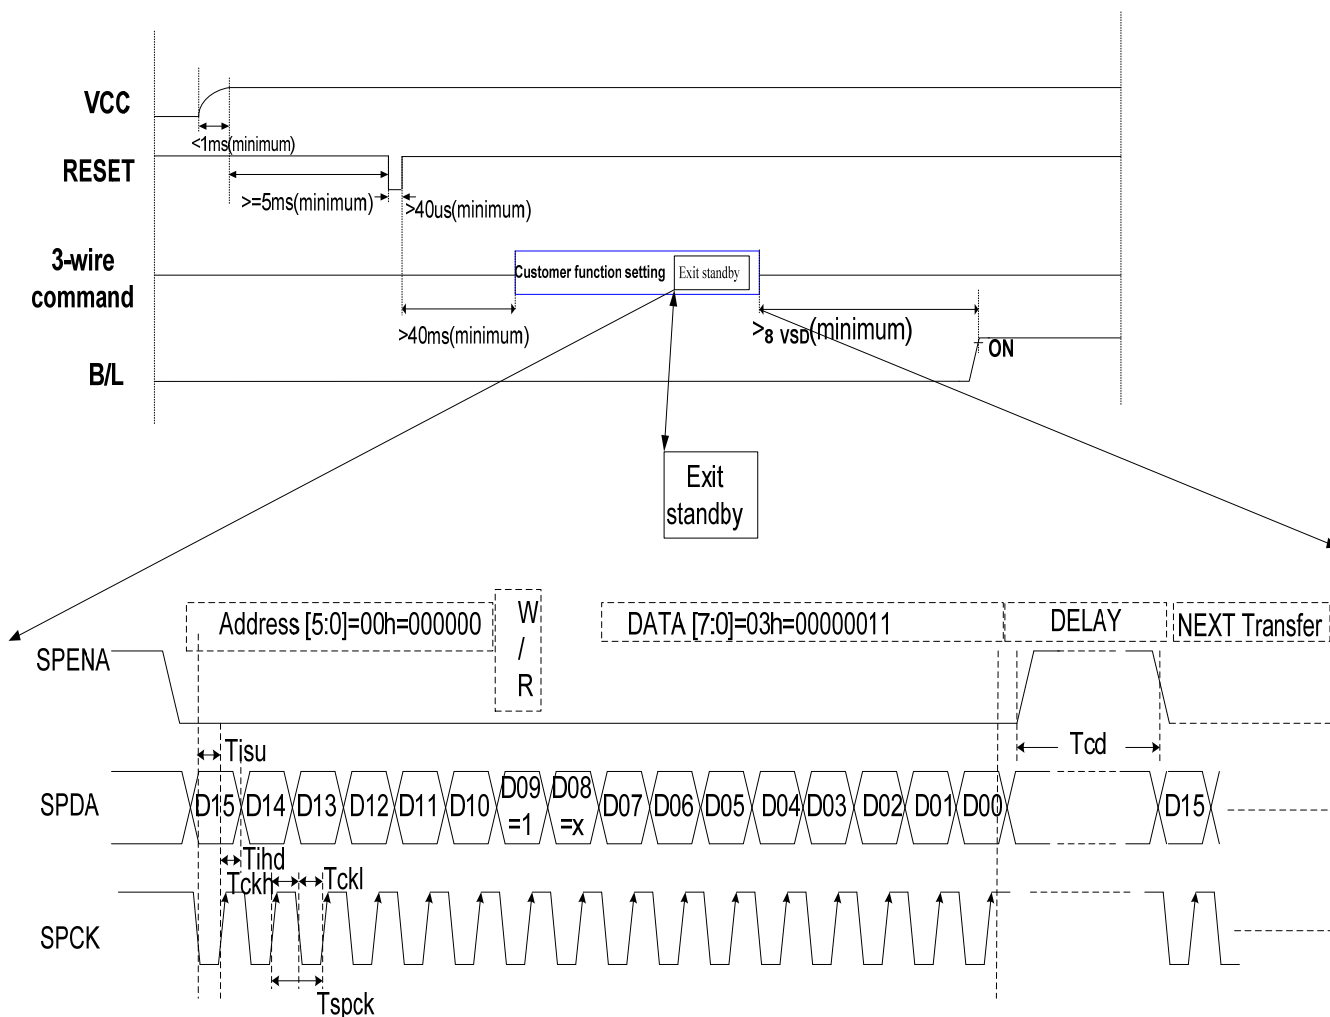 VCC
<1ms(minimum)
RESET
>=5ms(minimum)
>40us(minimum)
3-wire
command
Customer function setting
Exit standby
>40ms(minimum)
>8 VSD(minimum)
ON
B/L
Exit
standby
Address [5:0]=00h=000000
W
/
R
DATA [7:0]=03h=00000011
DELAY
NEXT Transfer
SPENA
Tisu
Tcd
SPDA
D15
D14
D13
D12
D11
D10
D09
=1
D08
=x
D07
D06
D05
D04
D03
D02
D01
D00
D15
Tihd
Tckh
Tckl
SPCK
Tspck